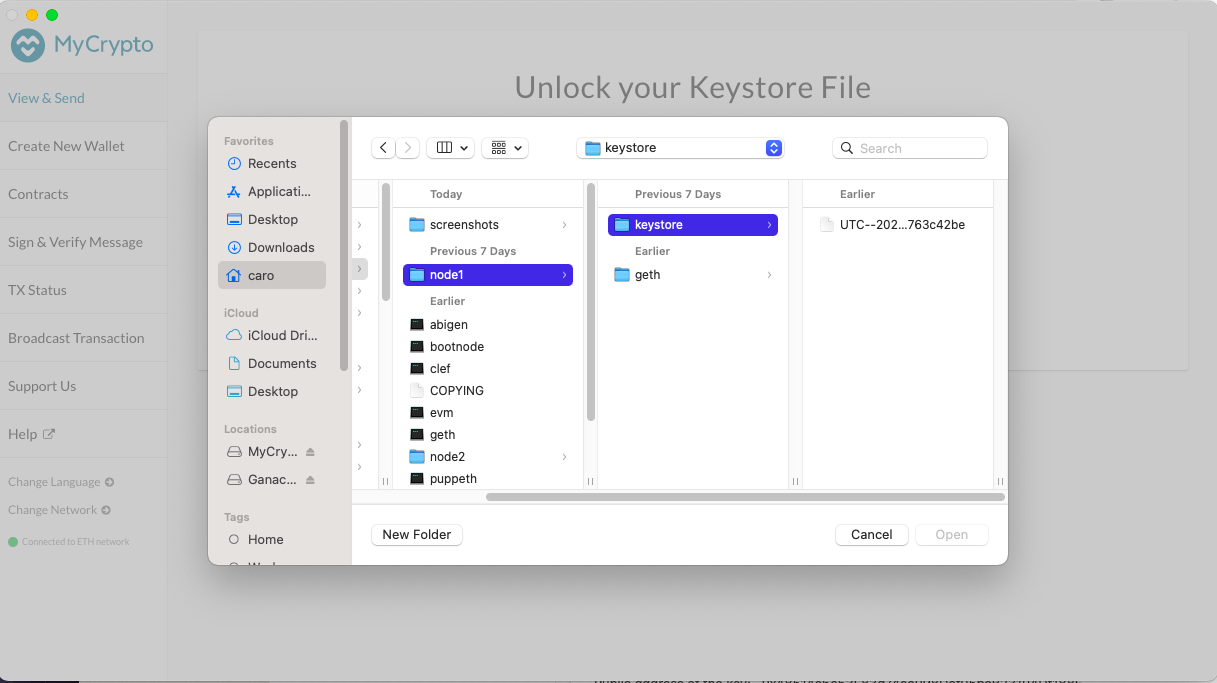 MyCrypto
View & Send
Create New Wallet
Contracts
Sign & Verify Message
TX Status
Broadcast Transaction
Support Us
Help
Change Language
Change Network
Connected to ETH network
Unlock your Keystore File
Favorites
Recents
Applicati...
Desktop
Downloads
caro
iCloud
iCloud Dri...
Documents
Desktop
Locations
MyCry...
Ganac...
Tags
Home
keystore
Search
Today
screenshots
Previous 7 Days
node1
Earlier
abigen
bootnode
clef
COPYING
evm
geth
node2
puppeth
Previous 7 Days
keystore
Earlier
geth
Earlier
UTC--202...763c42be
New Folder
Cancel
Open